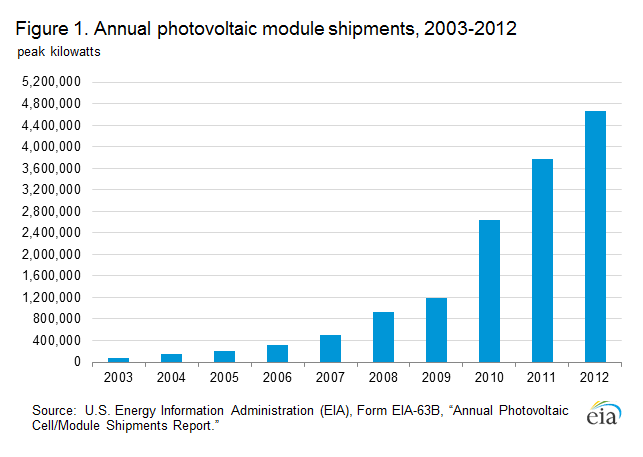 Figure 1. Annual photovoltaic module shipments, 2003-2012
peak kilowatts
5,200,000
4,800,000
4,400,000
4,000,000
3,600,000
3,200,000
2,800,000
2,400,000
2,000,000
1,600,000
1,200,000
800,000
400,000
0
2003 2004 2005 2006 2007 2008 2009 2010 2011 2012
Source: U.S. Energy Information Administration (EIA), Form EIA-63B, “Annual Photovoltaic
Cell/Module Shipments Report.”
eia